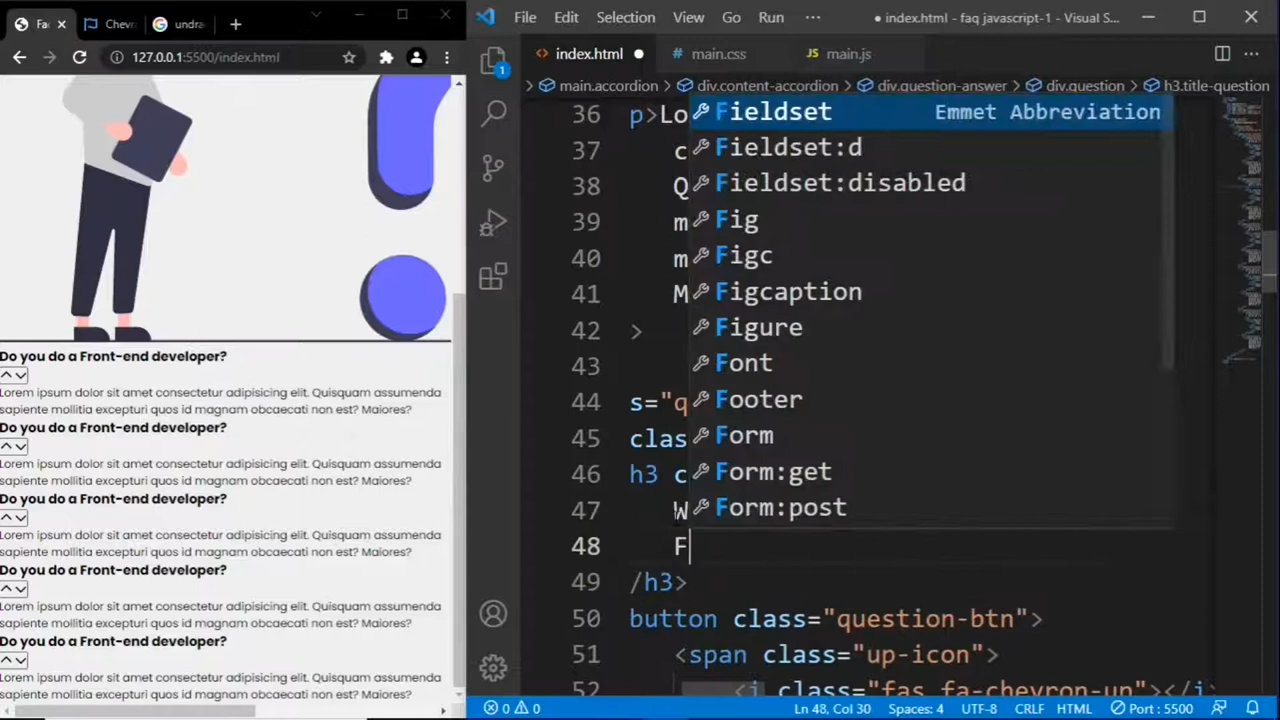 Fa
Chevr
undra
127.0.0.1:5500/index.html
Do you do a Front-end developer?
Lorem ipsum dolor sit amet consectetur adipisicing elit. Quisquam assumenda
sapiente mollitia excepturi quos id magnam obcaecati non est? Maiores?
Do you do a Front-end developer?
Lorem ipsum dolor sit amet consectetur adipisicing elit. Quisquam assumenda
sapiente mollitia excepturi quos id magnam obcaecati non est? Maiores?
Do you do a Front-end developer?
Lorem ipsum dolor sit amet consectetur adipisicing elit. Quisquam assumenda
sapiente mollitia excepturi quos id magnam obcaecati non est? Maiores?
Do you do a Front-end developer?
Lorem ipsum dolor sit amet consectetur adipisicing elit. Quisquam assumenda
sapiente mollitia excepturi quos id magnam obcaecati non est? Maiores?
Do you do a Front-end developer?
Lorem ipsum dolor sit amet consectetur adipisicing elit. Quisquam assumenda
sapiente mollitia excepturi quos id magnam obcaecati non est? Maiores?
File Edit Selection View Go Run ··· ● index.html - faq javascript-1 - Visual S...
<> index.html ● # main.css JS main.js
> main.accordion > div.content-accordion > div.question-answer > div.question > h3.title-question
1
36 p>Lo
37 c
38 Q
39 m
40 m
41 M
42 >
43
44 s="q
45 clas
46 h3 c
47 W
48 F
49 /h3>
50 button class="question-btn">
51 <span class="up-icon">
52 <i class="fas fa-chevron-up"></i
Fieldset Emmet Abbreviation
Fieldset:d
Fieldset:disabled
Fig
Figc
Figcaption
Figure
Font
Footer
Form
Form:get
Form:post
0 0 Ln 48, Col 30 Spaces: 4 UTF-8 CRLF HTML Port : 5500